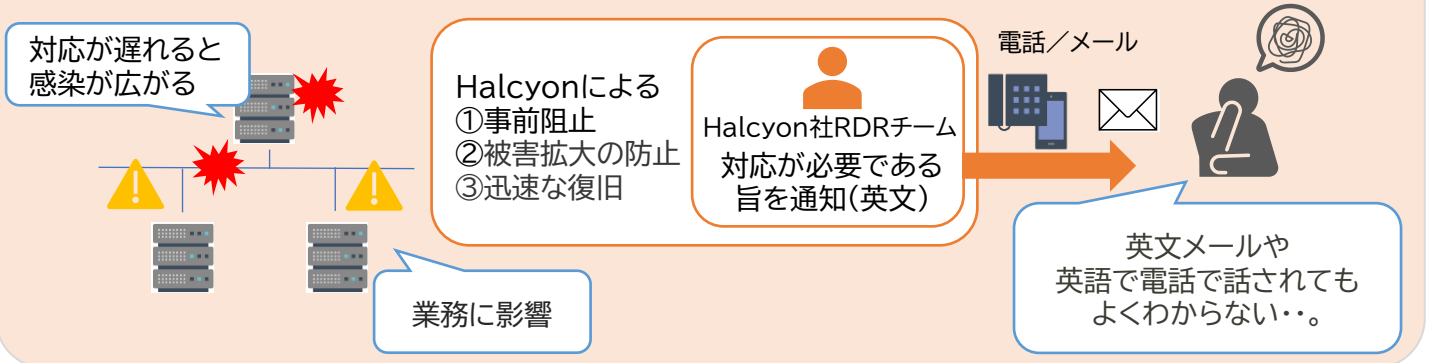 対応が遅れると
感染が広がる
Halcyonによる
①事前阻止
②被害拡大の防止
③迅速な復旧
Halcyon社RDRチーム
対応が必要である
旨を通知(英文)
電話／メール
業務に影響
英文メールや
英語で電話で話されても
よくわからない・・。